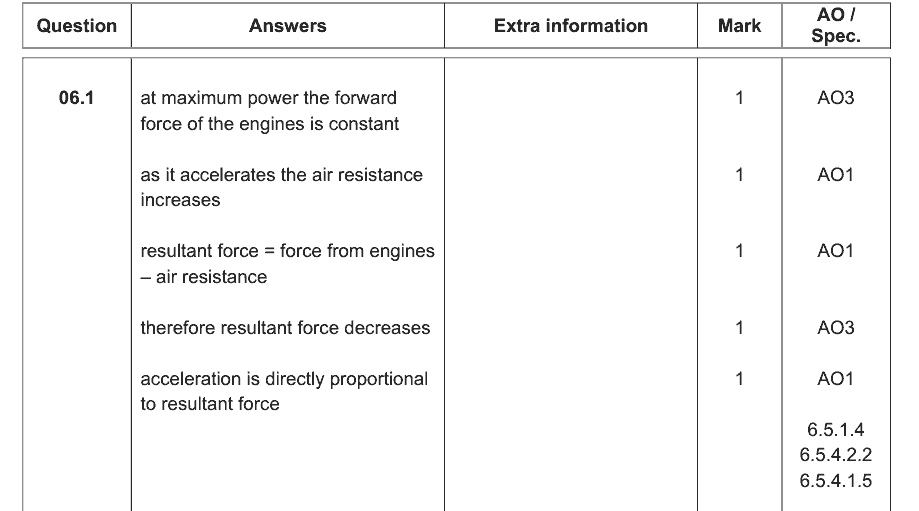 Question Answers Extra information Mark AO /
Spec.
06.1 at maximum power the forward 1 AO3
force of the engines is constant
as it accelerates the air resistance 1 AO1
increases
resultant force = force from engines 1 AO1
– air resistance
therefore resultant force decreases 1 AO3
acceleration is directly proportional 1 AO1
to resultant force
6.5.1.4
6.5.4.2.2
6.5.4.1.5